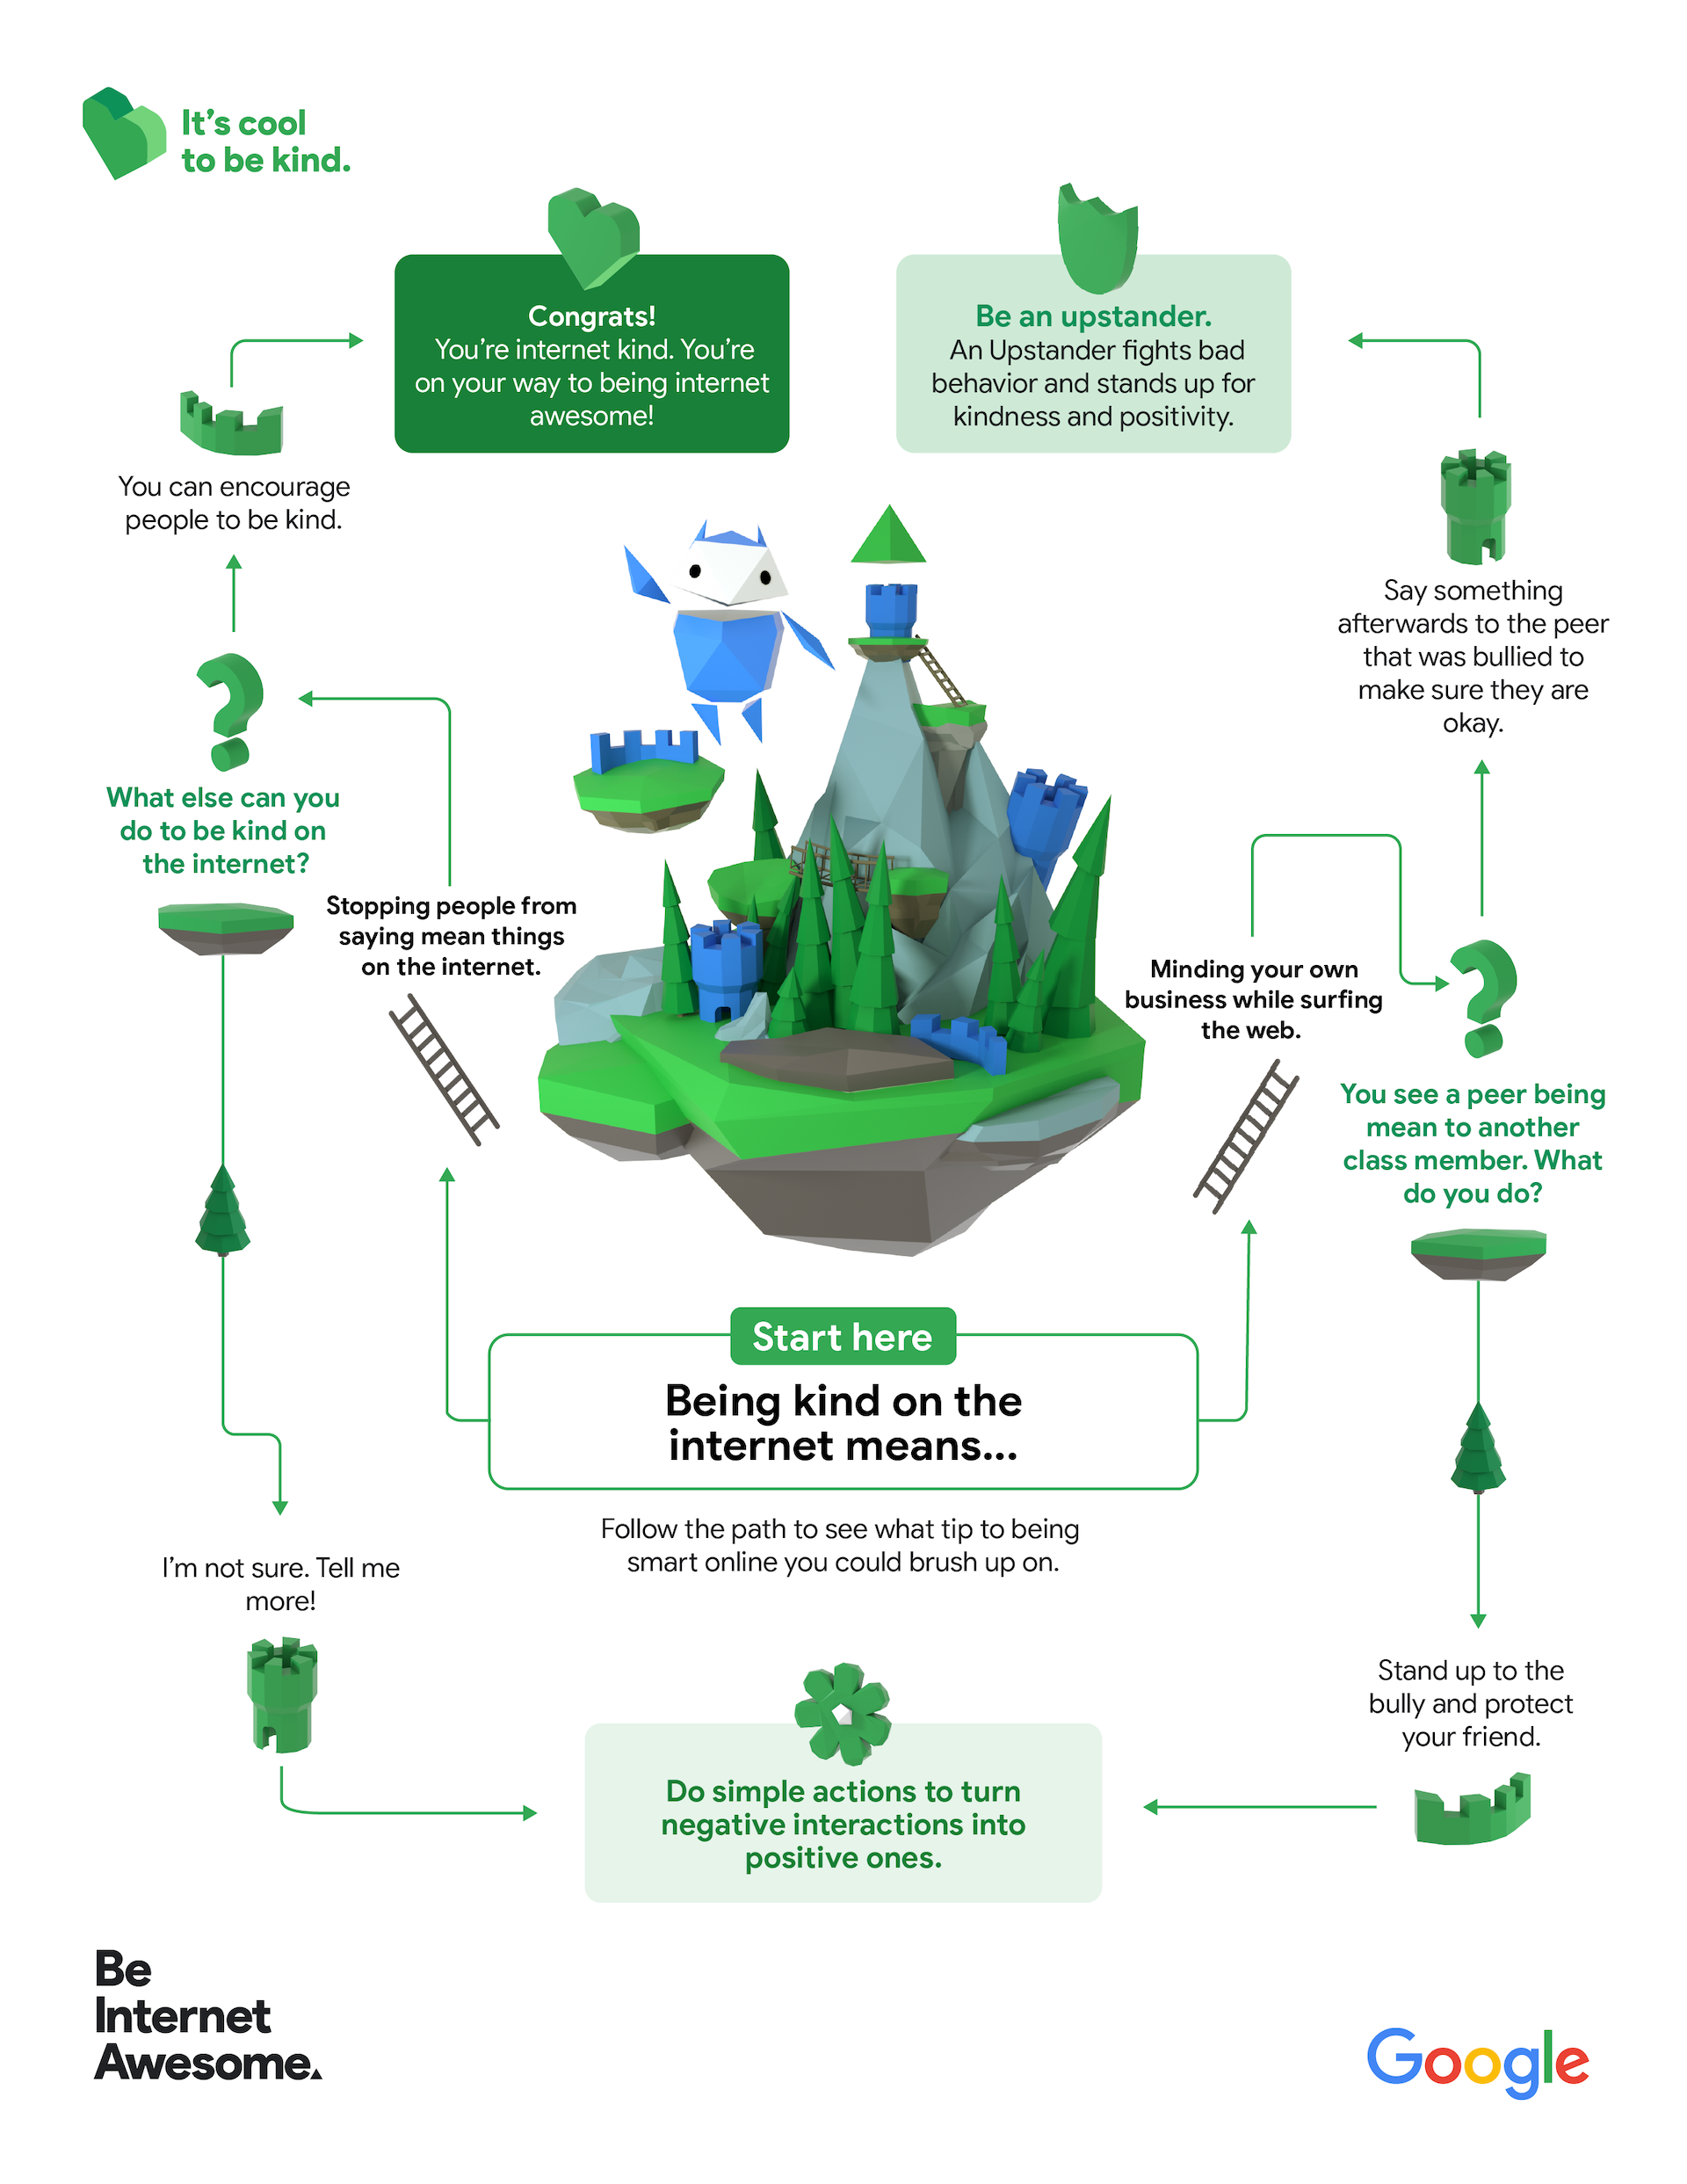 It’s cool
to be kind.
Congrats!
You’re internet kind. You’re
on your way to being internet
awesome!
Be an upstander.
An Upstander fights bad
behavior and stands up for
kindness and positivity.
You can encourage
people to be kind.
Say something
afterwards to the peer
that was bullied to
make sure they are
okay.
What else can you
do to be kind on
the internet?
Stopping people from
saying mean things
on the internet.
Minding your own
business while surfing
the web.
You see a peer being
mean to another
class member. What
do you do?
Start here
Being kind on the
internet means...
Follow the path to see what tip to being
smart online you could brush up on.
I’m not sure. Tell me
more!
Stand up to the
bully and protect
your friend.
Do simple actions to turn
negative interactions into
positive ones.
Be
Internet
Awesome.
Google